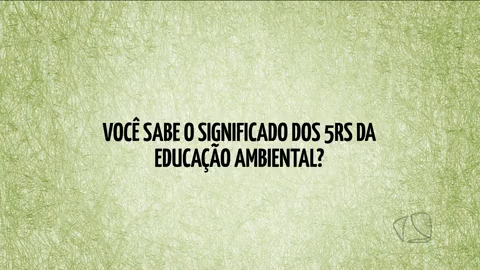 VOCÊ SABE O SIGNIFICADO DOS 5RS DA
EDUCAÇÃO AMBIENTAL?